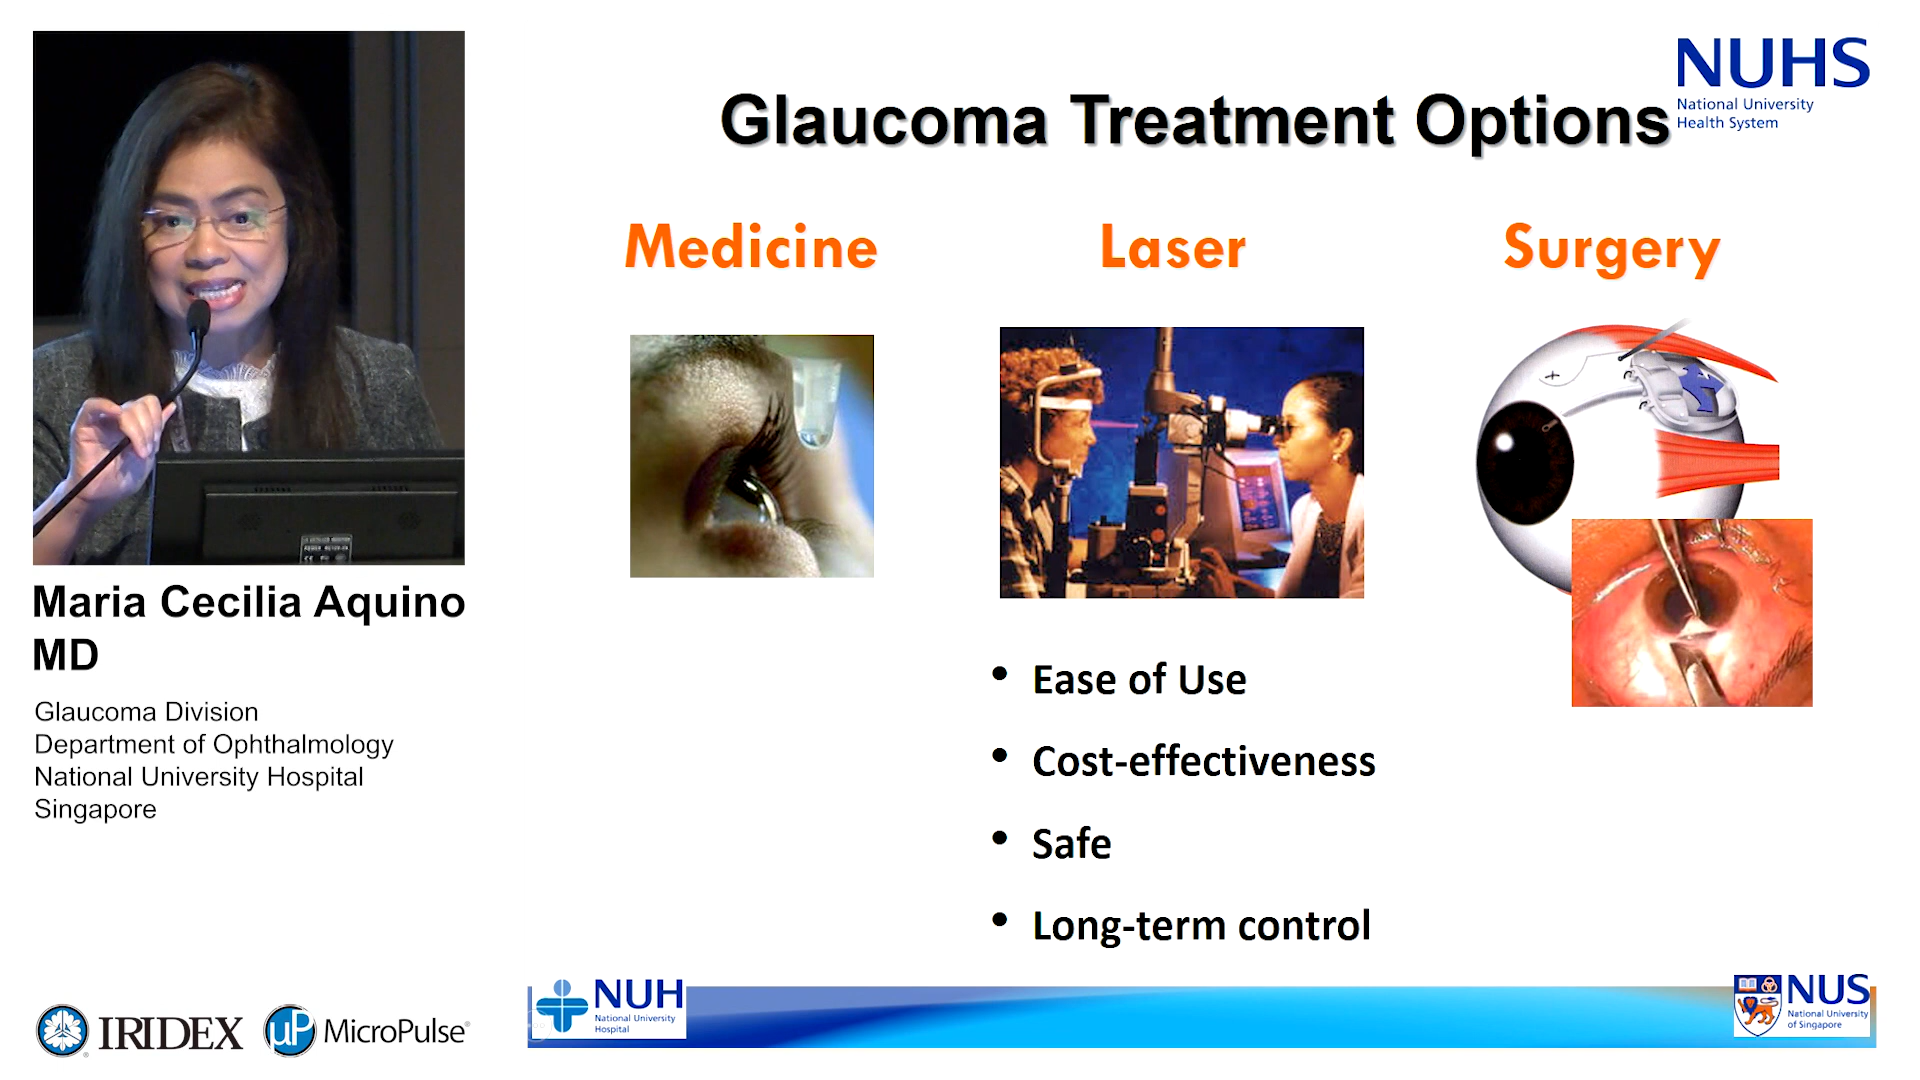 NUHS
National University
Health System
Glaucoma Treatment Options
Medicine
Laser
Surgery
Maria Cecilia Aquino
MD
Glaucoma Division
Department of Ophthalmology
National University Hospital
Singapore
• Ease of Use
• Cost-effectiveness
• Safe
• Long-term control
IRIDEX
µP MicroPulse
NUH
National University
Hospital
NUS
National University
of Singapore